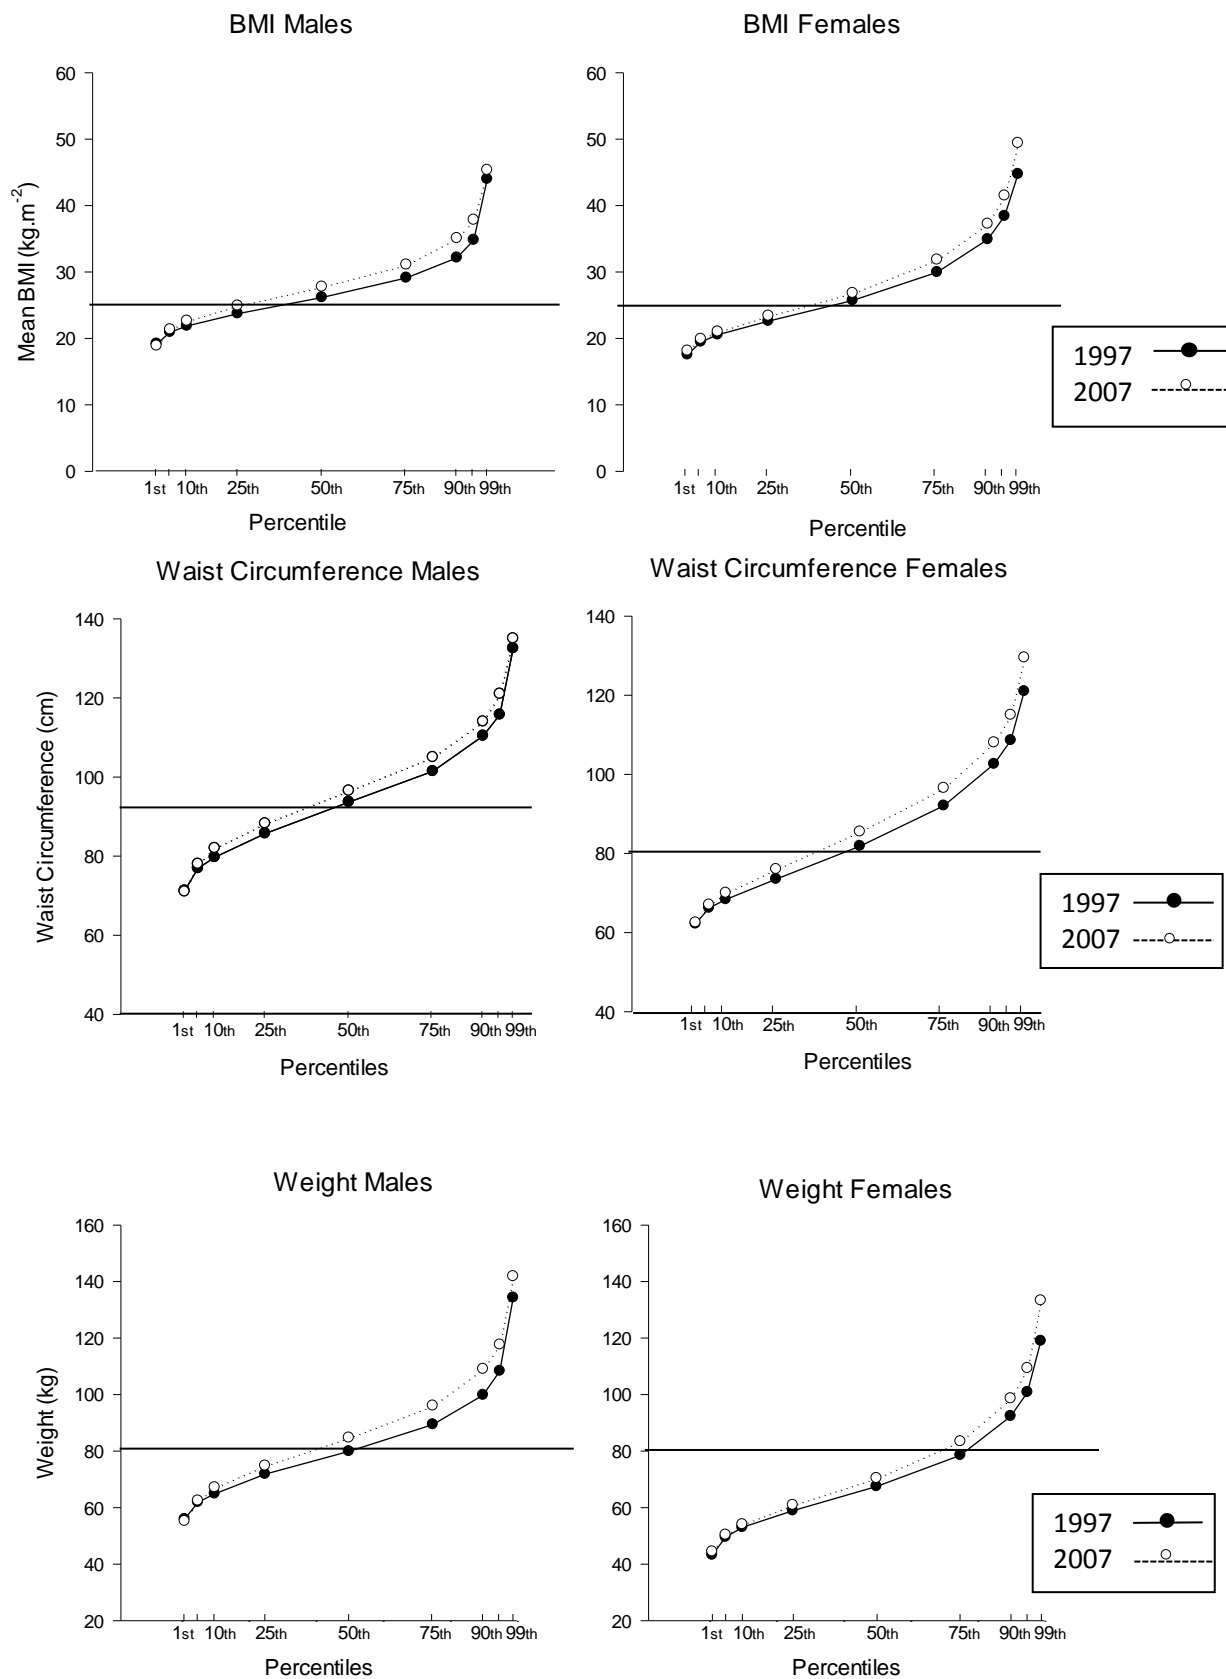 BMI Males
60
50
40
30
20
10
0
Mean BMI (kg.m-2)
1st 10th 25th 50th 75th 90th 99th
Percentile
BMI Females
60
50
40
30
20
10
0
1st 10th 25th 50th 75th 90th 99th
Percentile
1997
2007
Waist Circumference Males
140
120
100
80
60
40
Waist Circumference (cm)
1st 10th 25th 50th 75th 90th 99th
Percentiles
Waist Circumference Females
140
120
100
80
60
40
1st 10th 25th 50th 75th 90th 99th
Percentiles
1997
2007
Weight Males
160
140
120
100
80
60
40
20
Weight (kg)
1st 10th 25th 50th 75th 90th 99th
Percentiles
Weight Females
160
140
120
100
80
60
40
20
1st 10th 25th 50th 75th 90th 99th
Percentiles
1997
2007